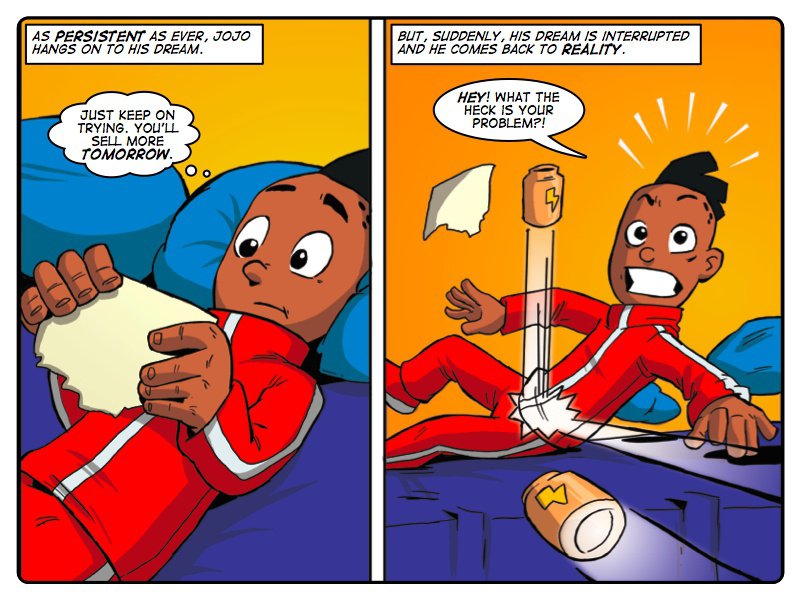 AS PERSISTENT AS EVER, JOJO
HANGS ON TO HIS DREAM.
JUST KEEP ON
TRYING. YOU'LL
SELL MORE
TOMORROW.
BUT, SUDDENLY, HIS DREAM IS INTERRUPTED
AND HE COMES BACK TO REALITY.
HEY! WHAT THE
HECK IS YOUR
PROBLEM?!